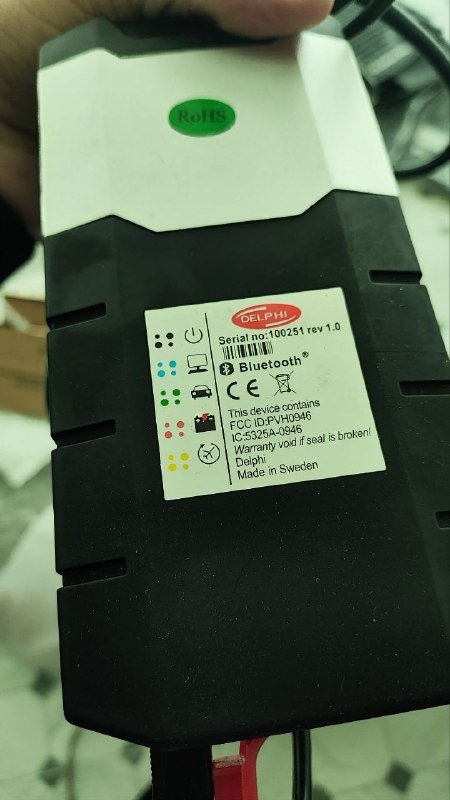 RoHS
DELPHI
Serial no:100251 rev 1.0
Bluetooth®
CE
This device contains
FCC ID:PVH0946
IC:5325A-0946
Warranty void if seal is broken!
Delphi
Made in Sweden